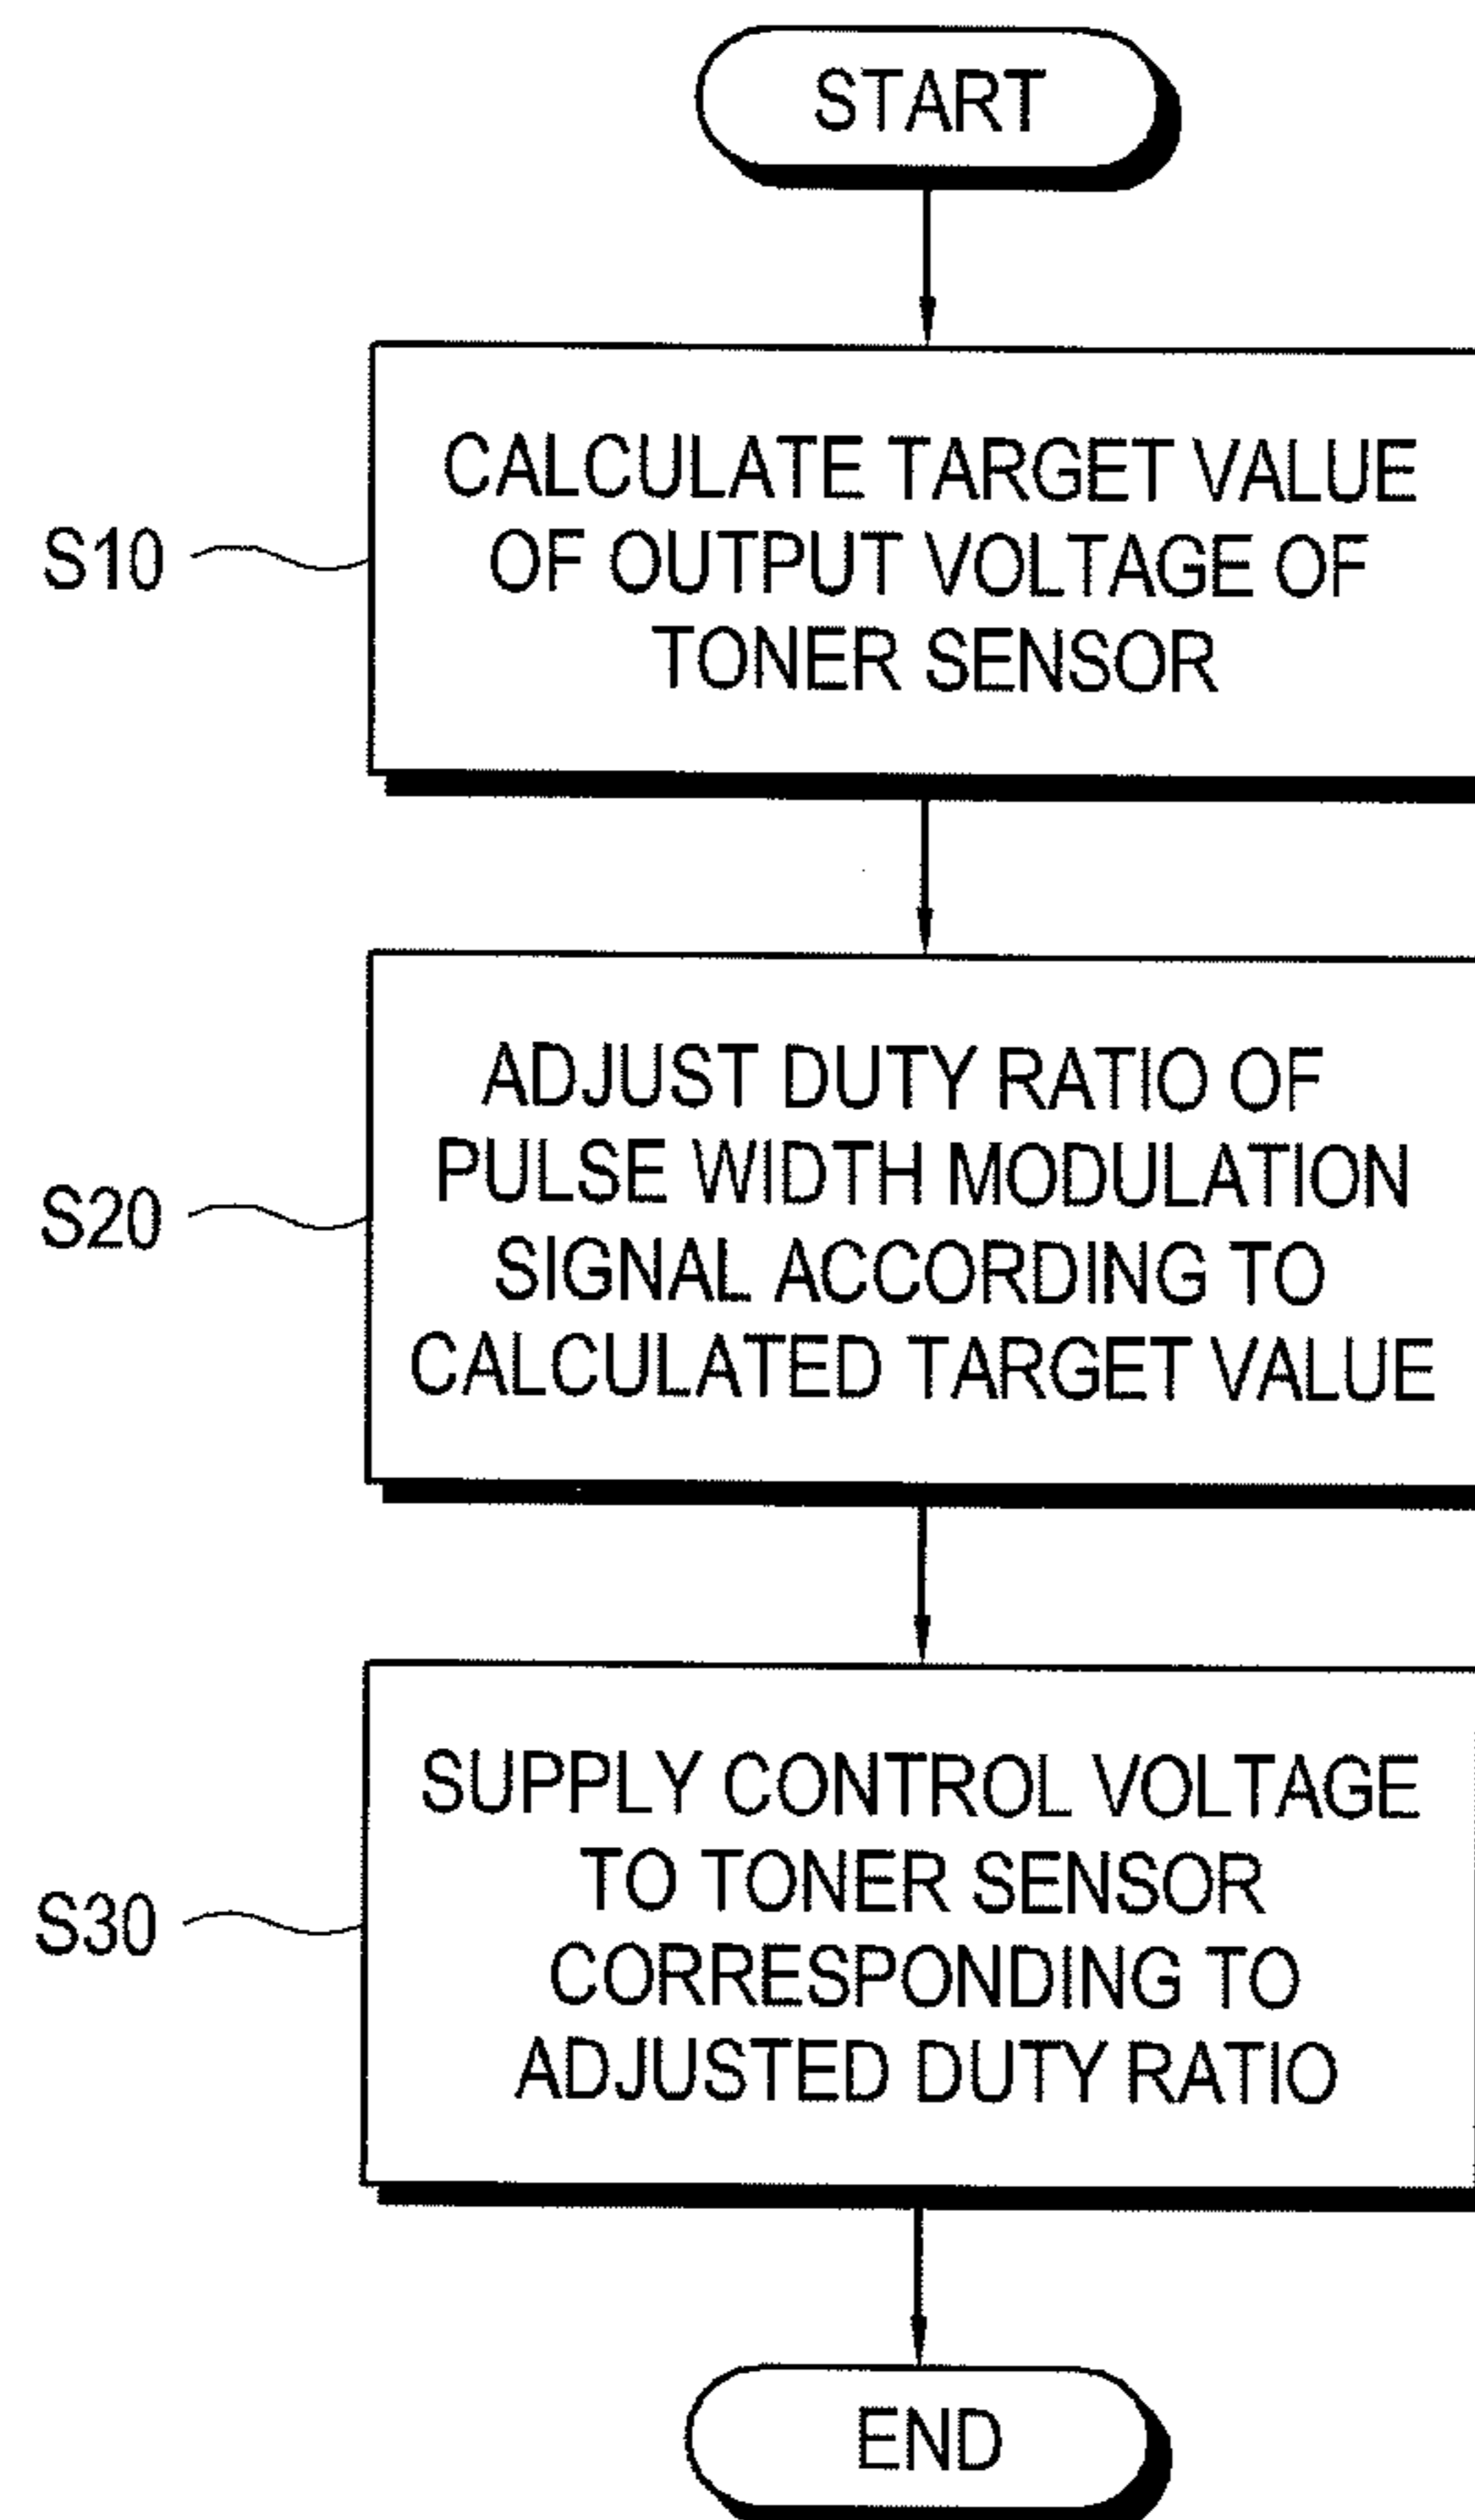 START
CALCULATE TARGET VALUE
OF OUTPUT VOLTAGE OF
TONER SENSOR
S10
ADJUST DUTY RATIO OF
PULSE WIDTH MODULATION
SIGNAL ACCORDING TO
CALCULATED TARGET VALUE
S20
SUPPLY CONTROL VOLTAGE
TO TONER SENSOR
CORRESPONDING TO
ADJUSTED DUTY RATIO
S30
END